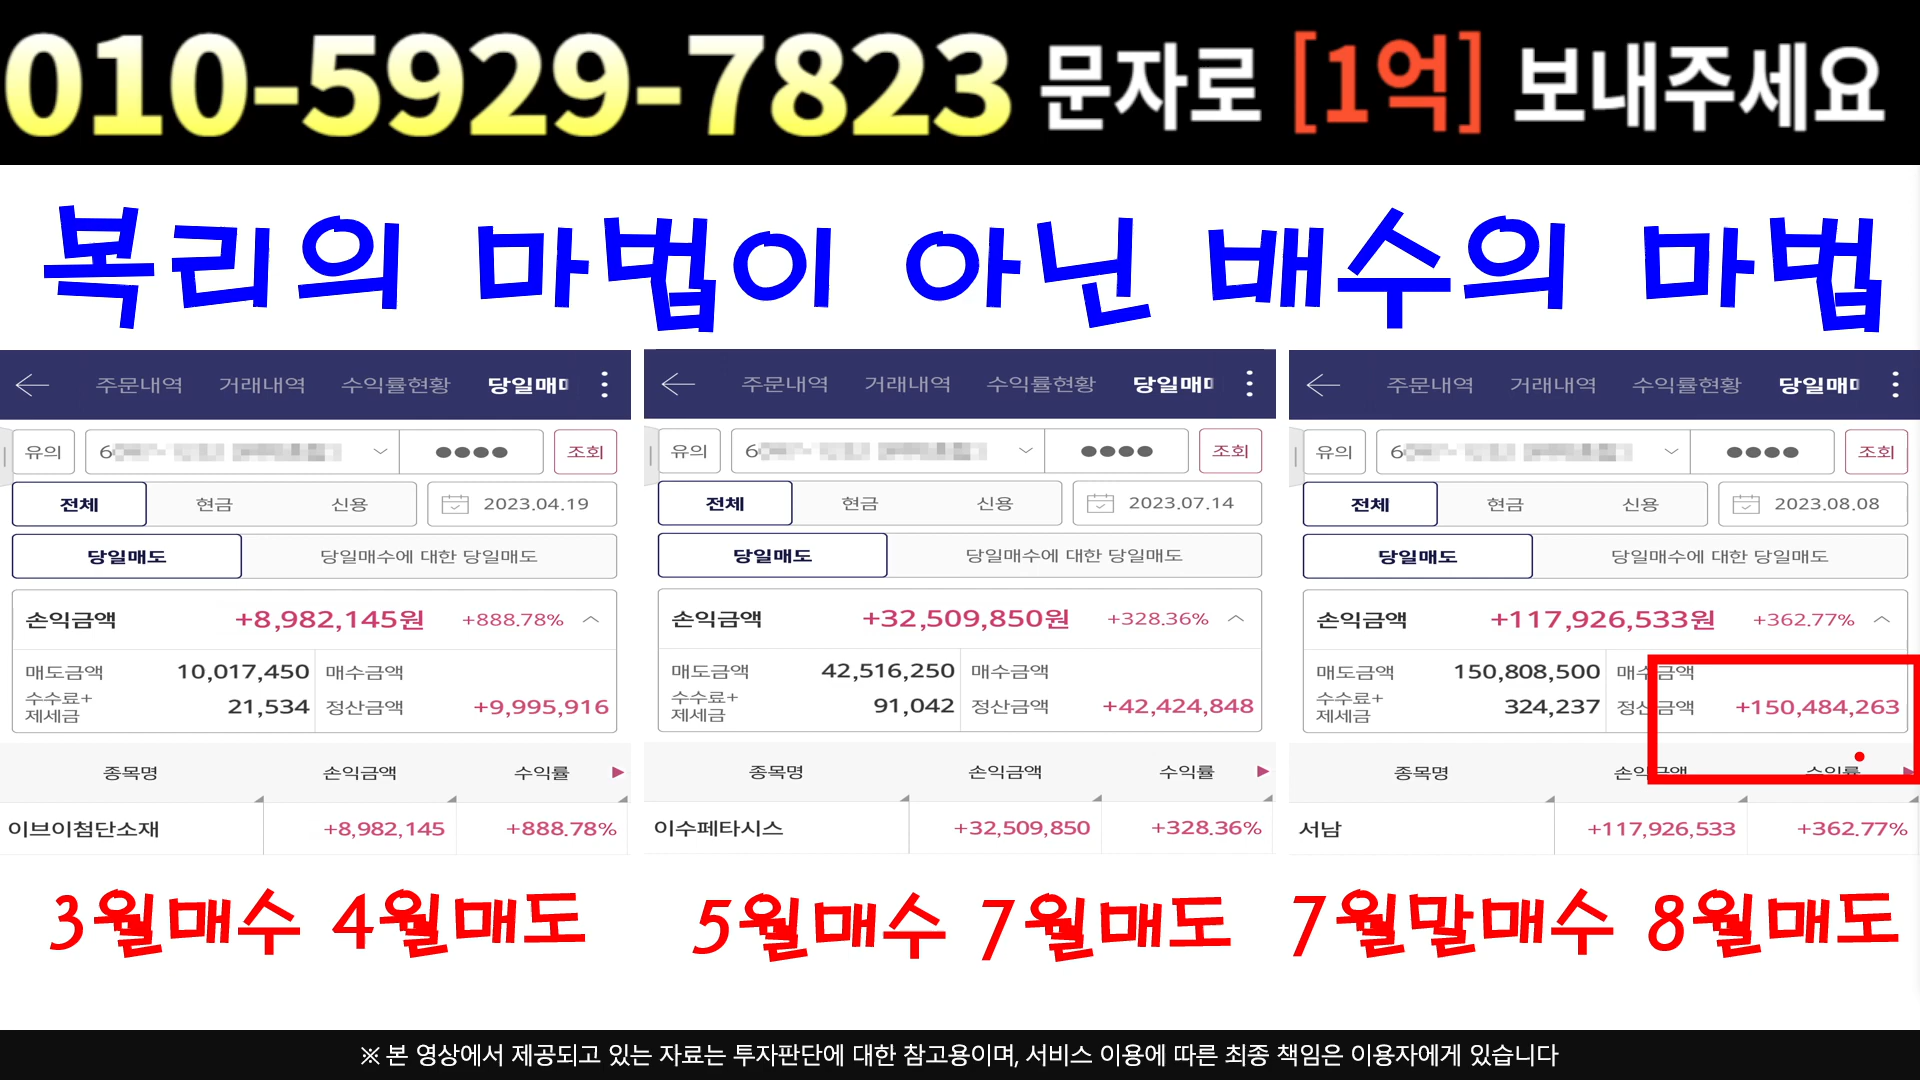 010-5929-7823 문자로 [1억] 보내주세요
복리의 마법이 아닌 배수의 마법
주문내역 거래내역 수익률현황 당일매
유의 6 ●●●● 조회
전체 현금 신용 2023.04.19
당일매도 당일매수에 대한 당일매도
손익금액 +8,982,145원 +888.78%
매도금액 10,017,450 매수금액
수수료+
제세금 21,534 정산금액 +9,995,916
종목명 손익금액 수익률
이브이첨단소재 +8,982,145 +888.78%
3월매수 4월매도
주문내역 거래내역 수익률현황 당일매
유의 6 ●●●● 조회
전체 현금 신용 2023.07.14
당일매도 당일매수에 대한 당일매도
손익금액 +32,509,850원 +328.36%
매도금액 42,516,250 매수금액
수수료+
제세금 91,042 정산금액 +42,424,848
종목명 손익금액 수익률
이수페타시스 +32,509,850 +328.36%
5월매수 7월매도
주문내역 거래내역 수익률현황 당일매
유의 6 ●●●● 조회
전체 현금 신용 2023.08.08
당일매도 당일매수에 대한 당일매도
손익금액 +117,926,533원 +362.77%
매도금액 150,808,500 매수금액
수수료+
제세금 324,237 정산금액 +150,484,263
종목명 손익금액 수익률
서남 +117,926,533 +362.77%
7월말매수 8월매도
※ 본 영상에서 제공되고 있는 자료는 투자판단에 대한 참고용이며, 서비스 이용에 따른 최종 책임은 이용자에게 있습니다